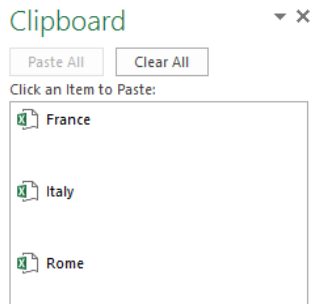 Clipboard
Paste All
Clear All
Click an Item to Paste:
France
Italy
Rome